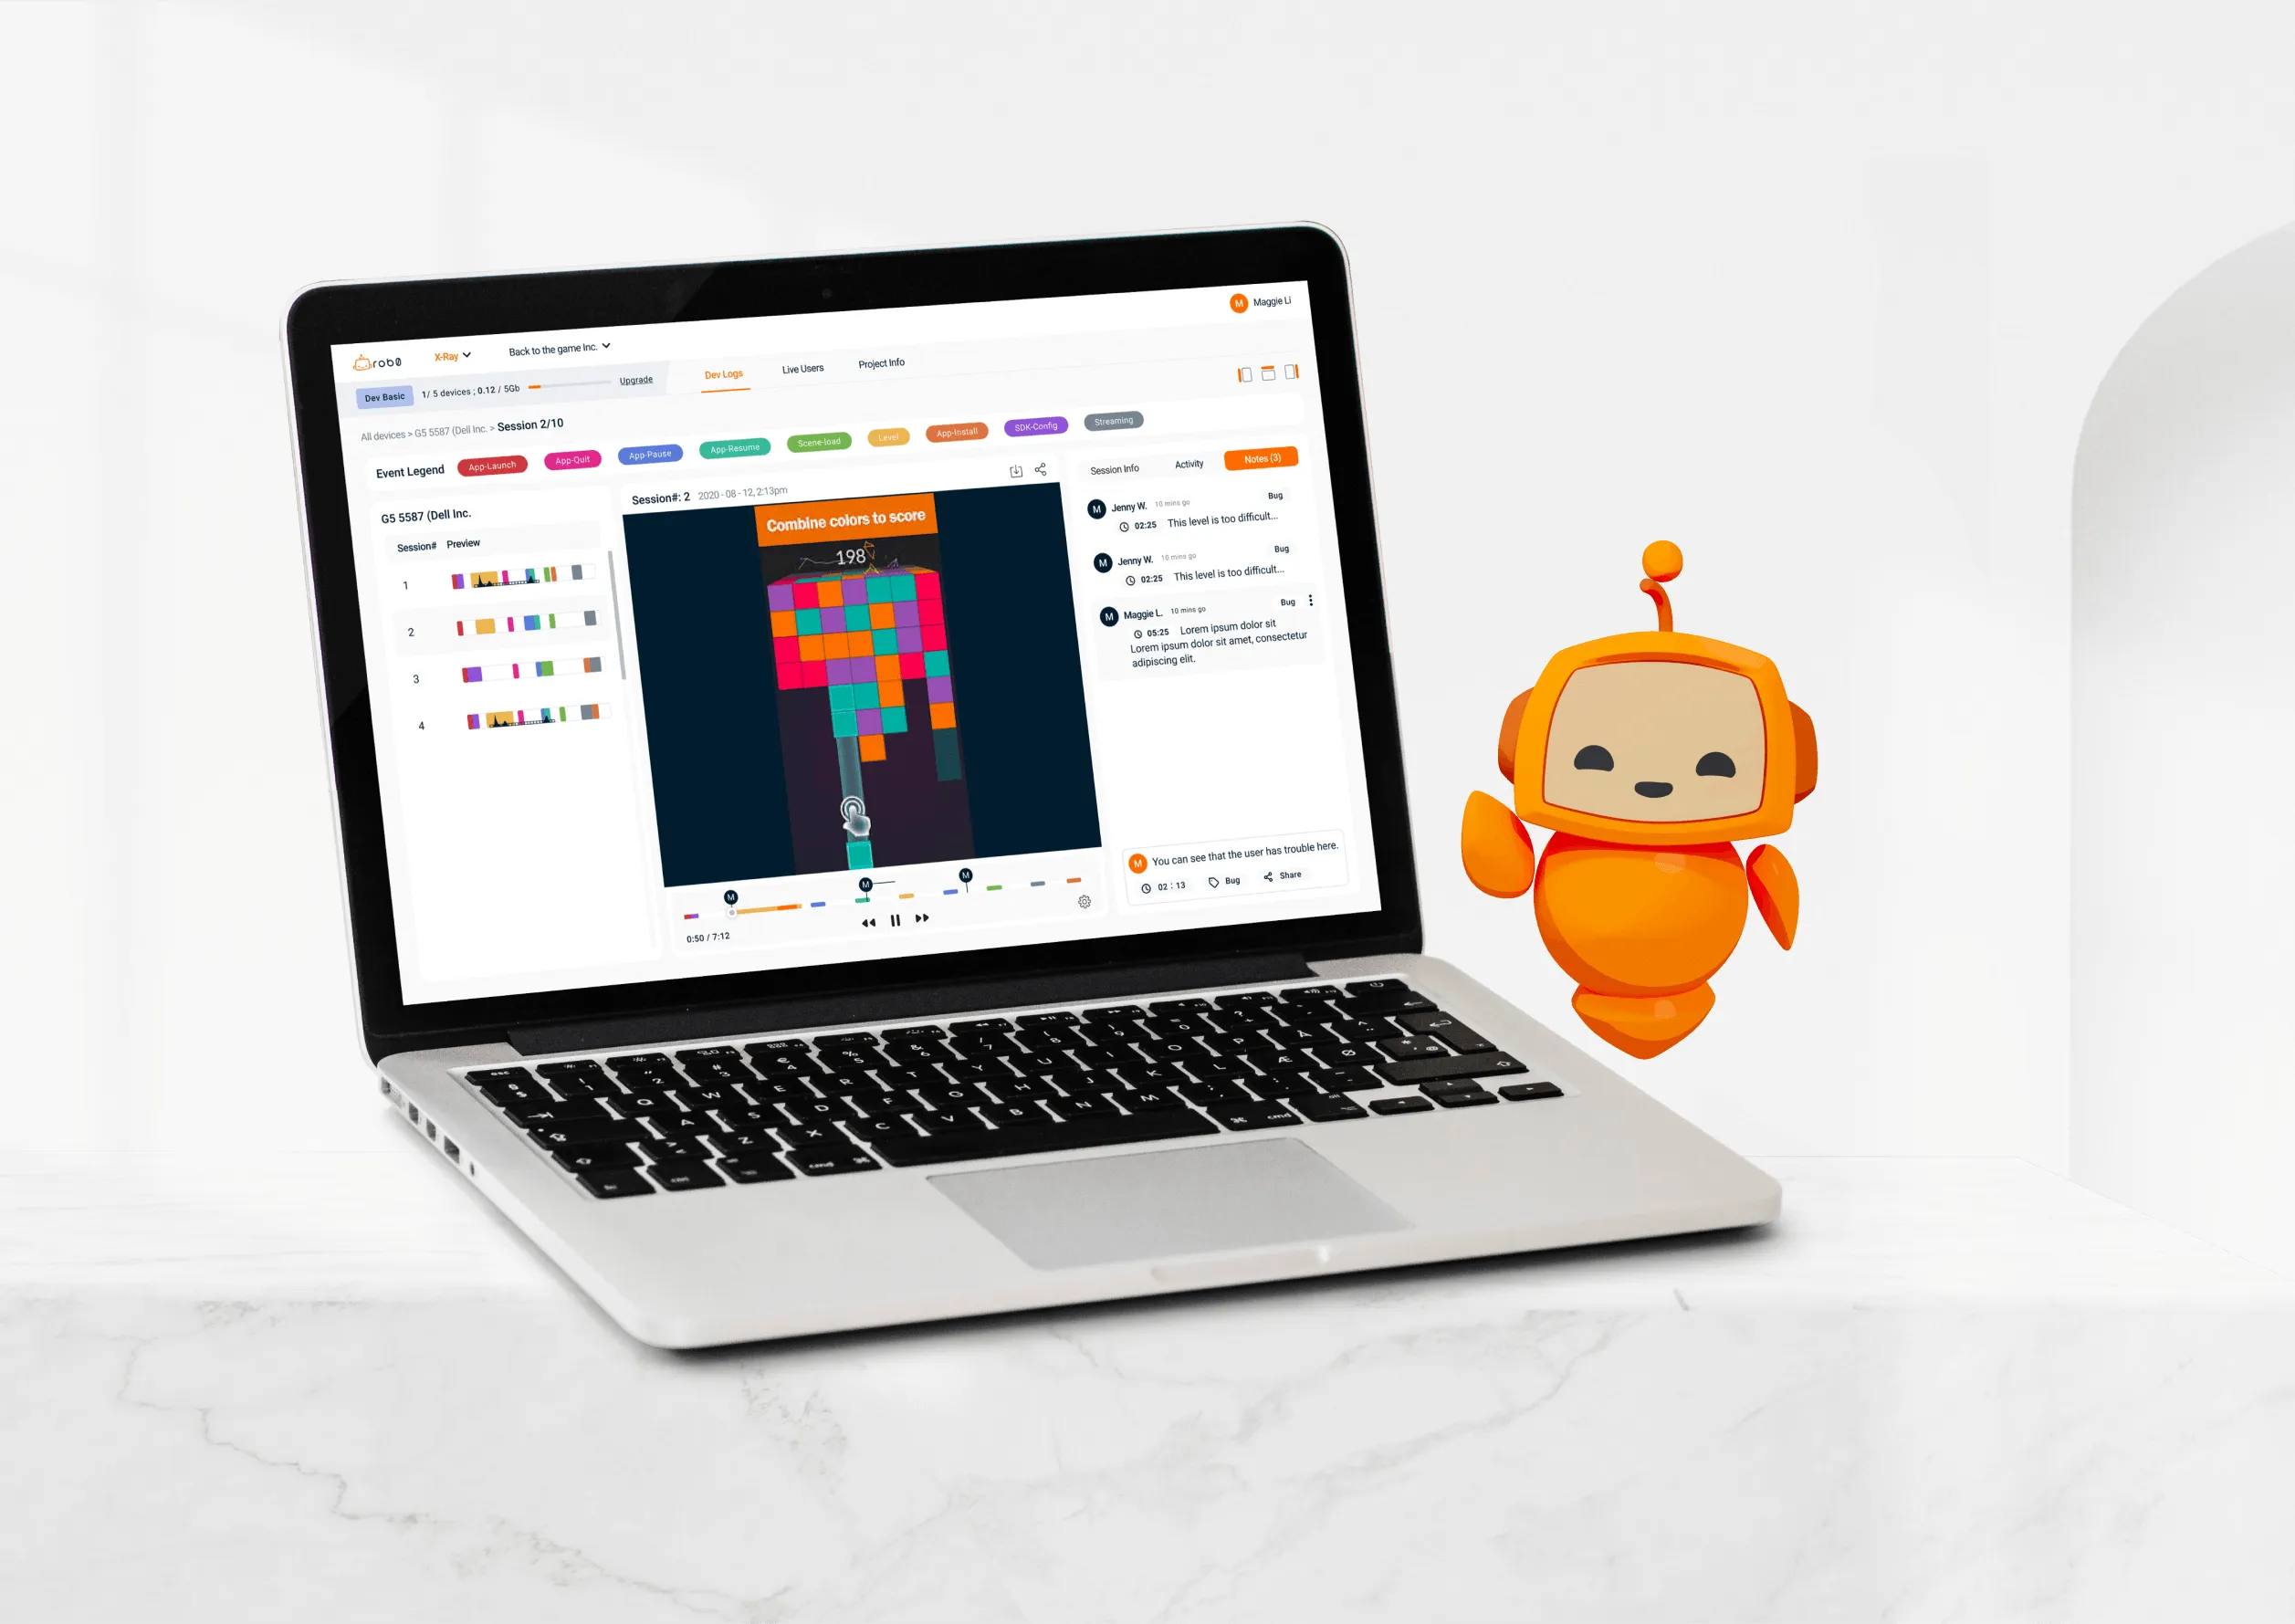 Maggie Li
rob0
X-Ray
Back to the game Inc.
Dev Basic
1/ 5 devices ; 0.12 / 5Gb
Upgrade
Dev Logs
Live Users
Project Info
All devices > G5 5587 (Dell Inc. > Session 2/10
Event Legend
App-Launch
App-Quit
App-Pause
App-Resume
Scene-load
Level
App-Install
SDK-Config
Streaming
G5 5587 (Dell Inc.
Session# Preview
1
2
3
4
Session#: 2 2020 - 08 - 12, 2:13pm
Combine colors to score
198
0:50 / 7:12
M
M
M
Session Info
Activity
Notes (3)
M Jenny W. 10 mins go Bug
02:25 This level is too difficult...
M Jenny W. 10 mins go Bug
02:25 This level is too difficult...
M Maggie L. 10 mins go Bug
05:25 Lorem ipsum dolor sit
Lorem ipsum dolor sit amet, consectetur
adipiscing elit.
M You can see that the user has trouble here.
02 : 13 Bug Share
Q W E R T Y U I O P Å
A S D F G H J K L Æ Ø
Z X C V B N M
cmd
cmd